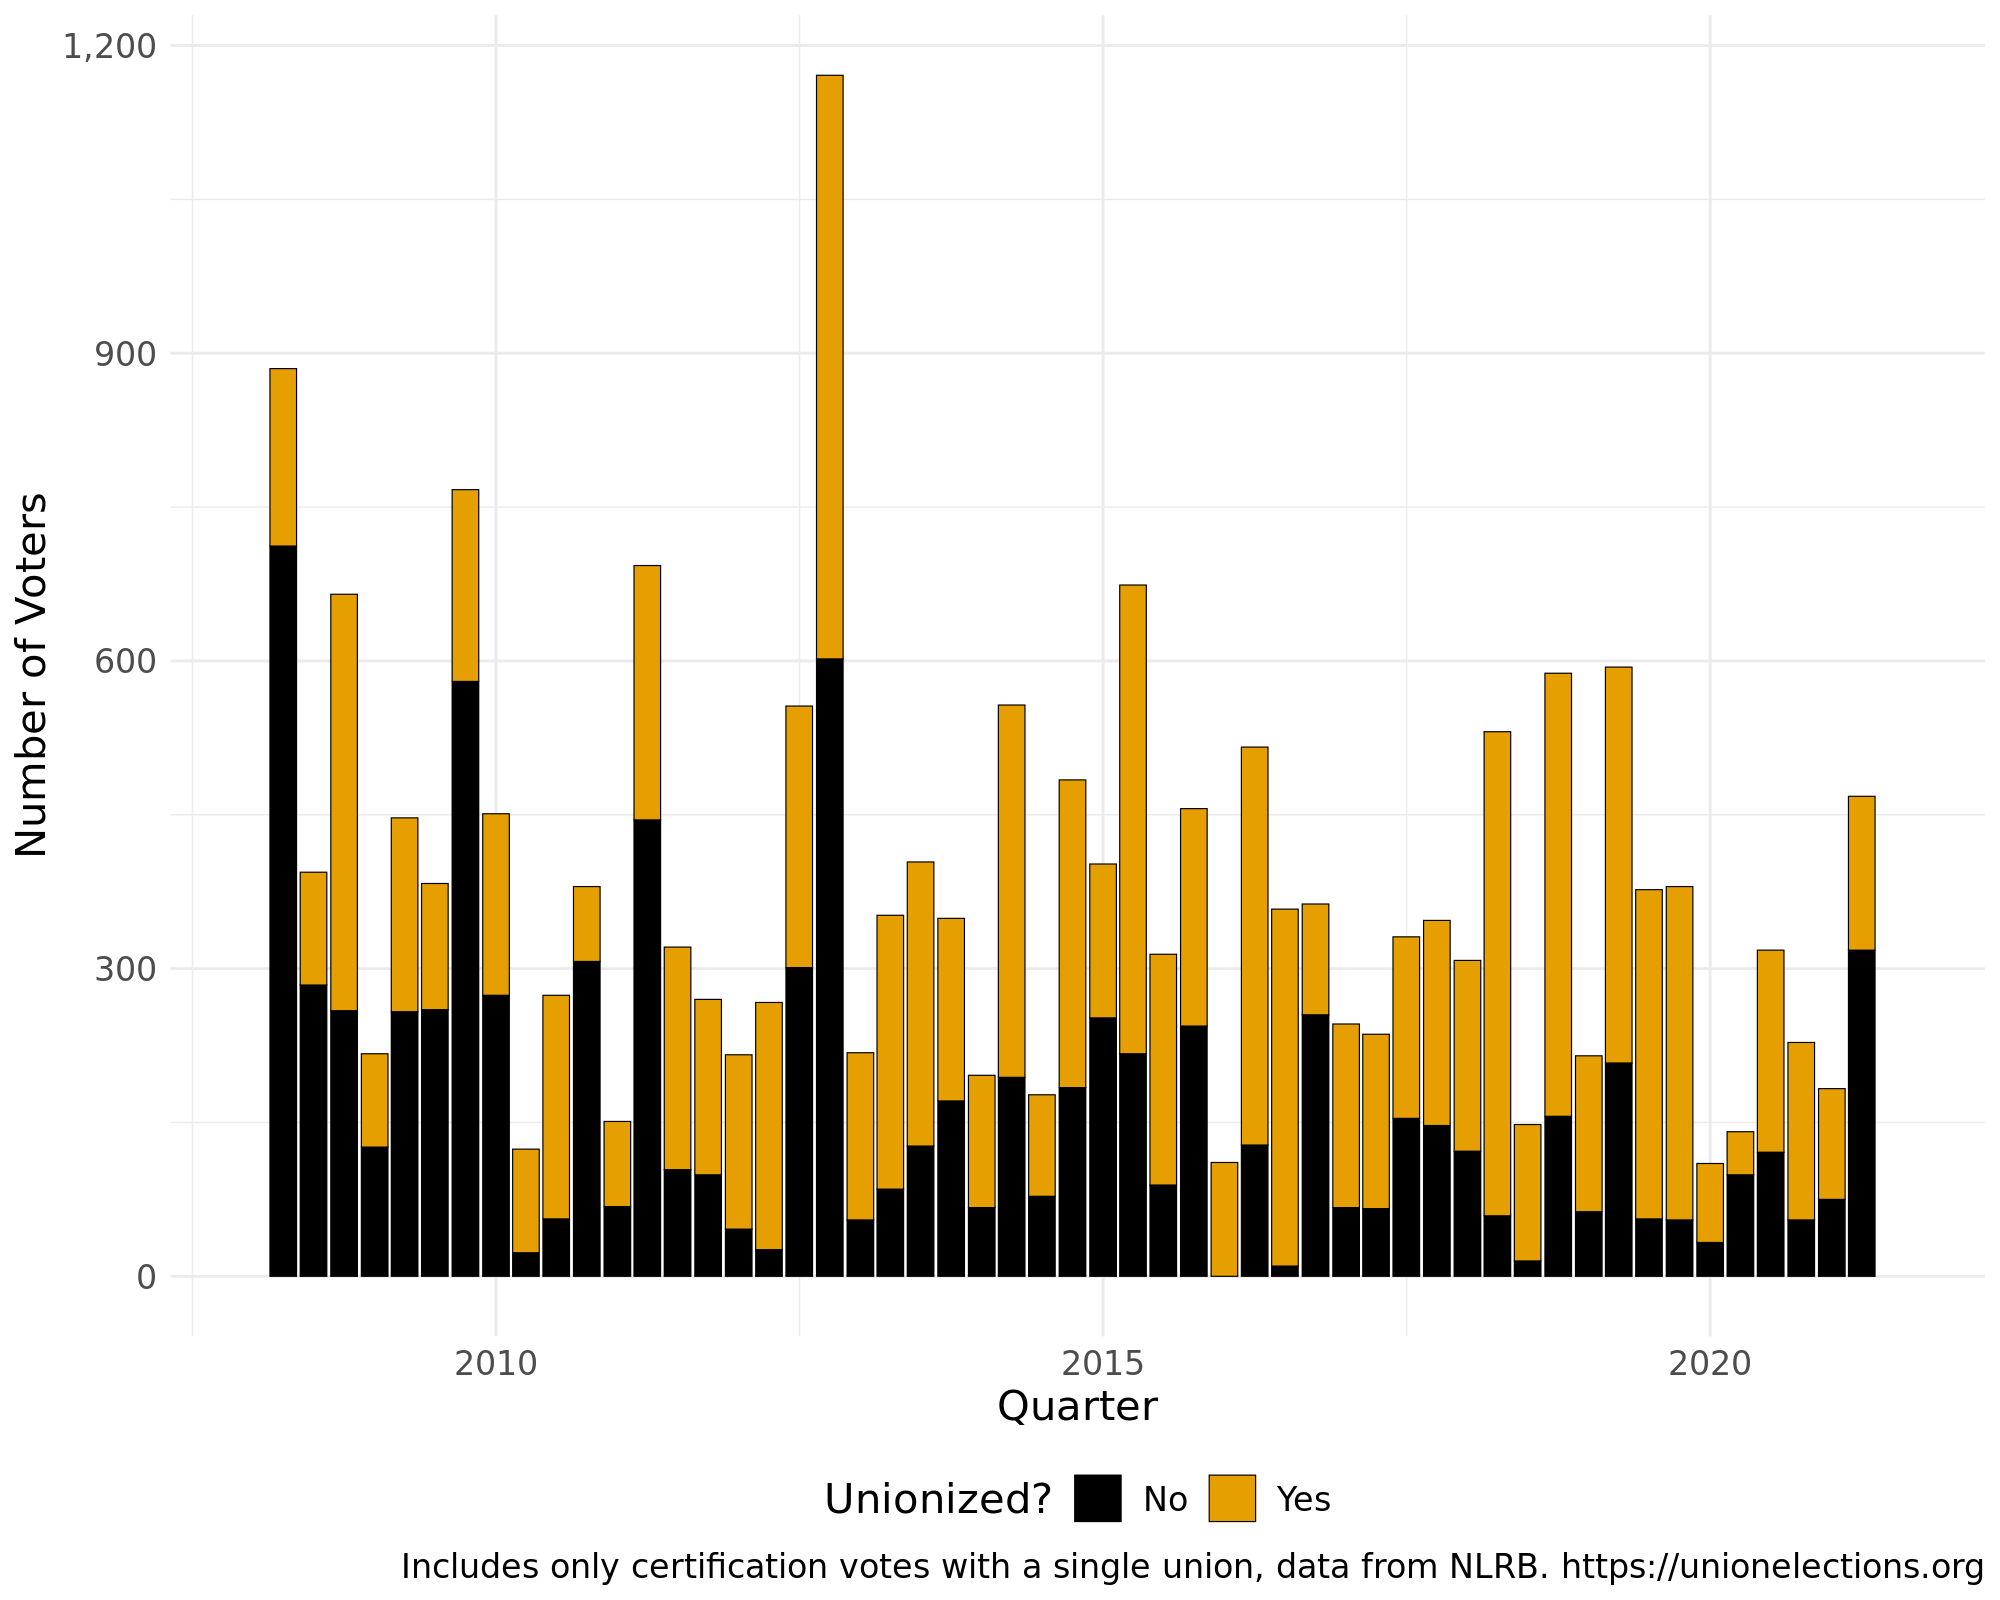 1,200
900
600
300
0
Number of Voters
2010 2015 2020
Quarter
Unionized? No Yes
Includes only certification votes with a single union, data from NLRB. https://unionelections.org